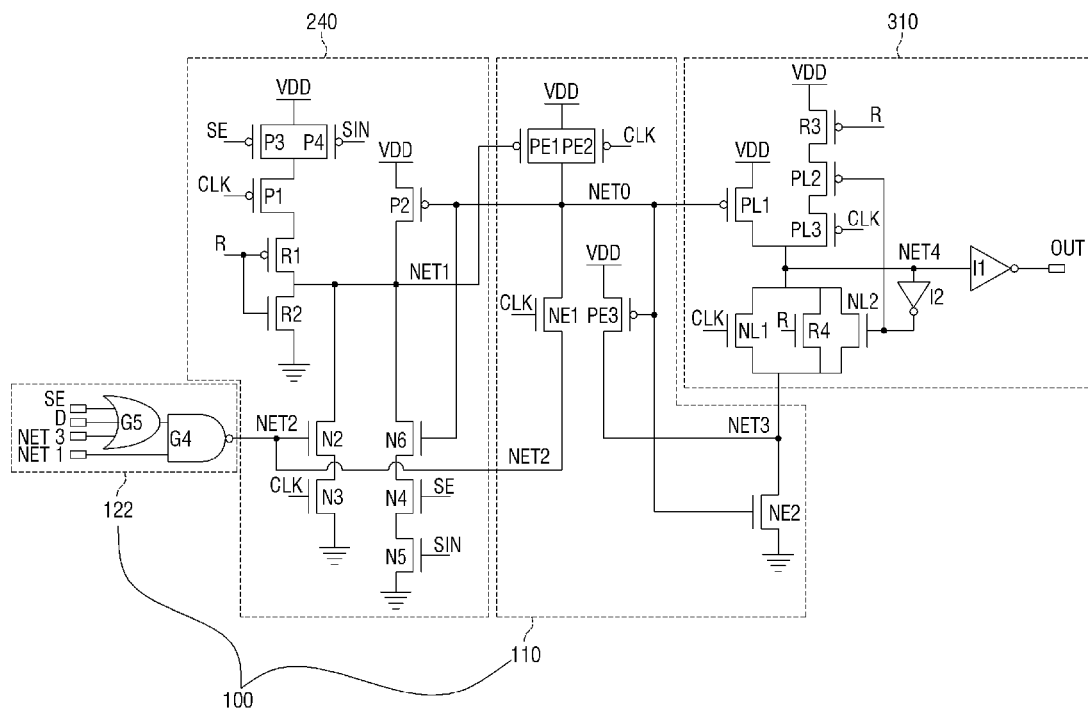 240
310
VDD
VDD
VDD
SE
P3
P4
SIN
R3
R
VDD
PE1
PE2
CLK
VDD
CLK
P1
P2
NET0
PL1
PL2
PL3
CLK
R
R1
NET1
VDD
NET4
I1
OUT
R2
CLK
NE1
PE3
CLK
NL1
R
R4
NL2
I2
SE
D
NET 3
NET 1
G5
G4
NET2
N2
N6
NET2
NET3
CLK
N3
N4
SE
NE2
122
N5
SIN
110
100